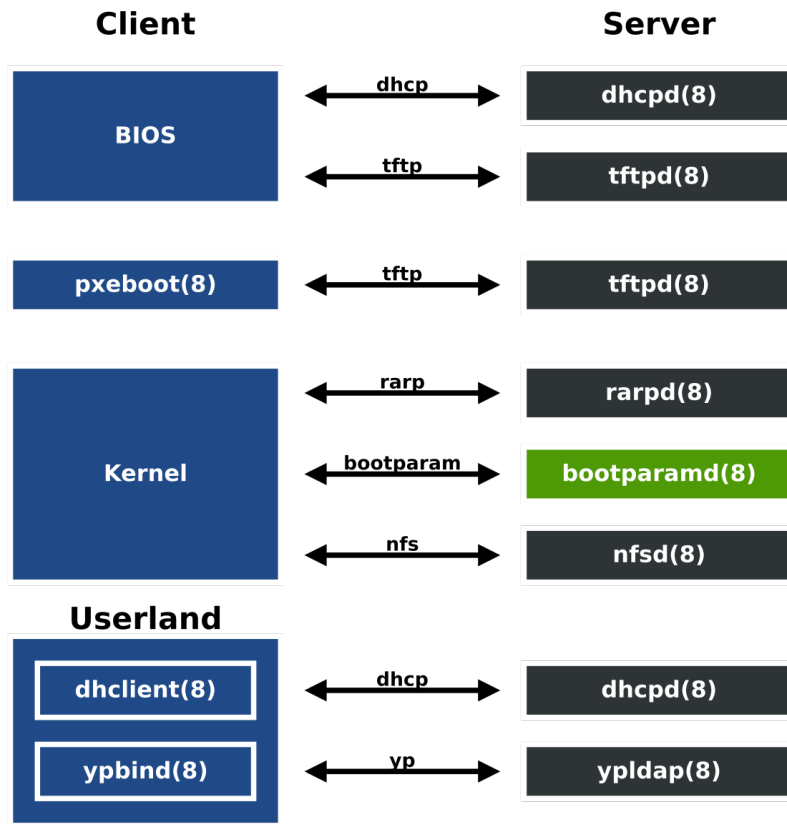 Client
Server
BIOS
dhcp
dhcpd(8)
tftp
tftpd(8)
pxeboot(8)
tftp
tftpd(8)
Kernel
rarp
rarpd(8)
bootparam
bootparamd(8)
nfs
nfsd(8)
Userland
dhclient(8)
dhcp
dhcpd(8)
ypbind(8)
yp
ypldap(8)